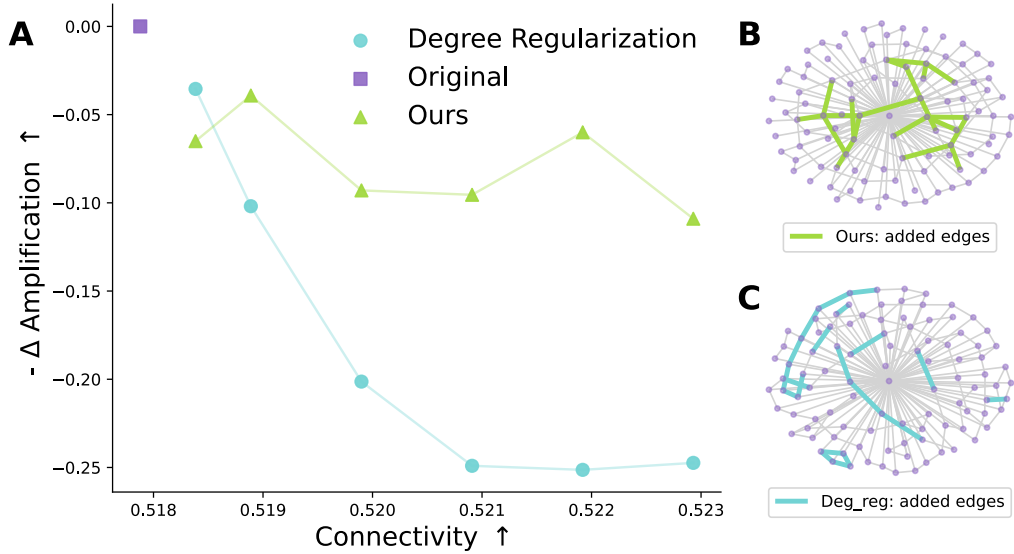 A
0.00
−0.05
−0.10
−0.15
−0.20
−0.25
- Δ Amplification ↑
Degree Regularization
Original
Ours
0.518
0.519
0.520
0.521
0.522
0.523
Connectivity ↑
B
Ours: added edges
C
Deg_reg: added edges